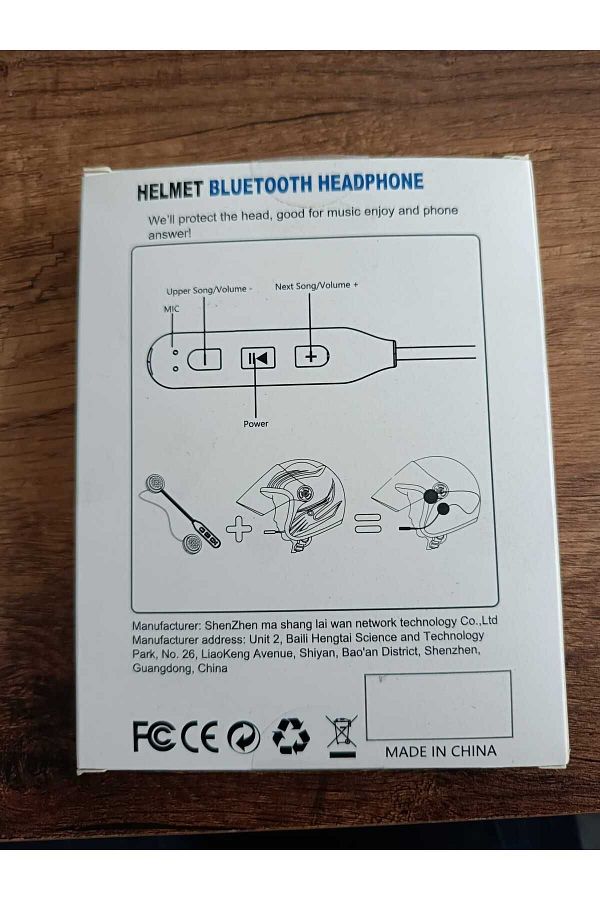 HELMET BLUETOOTH HEADPHONE
We'll protect the head, good for music enjoy and phone
answer!
Upper Song/Volume -
Next Song/Volume +
MIC
Power
Manufacturer: ShenZhen ma shang lai wan network technology Co.,Ltd
Manufacturer address: Unit 2, Baili Hengtai Science and Technology
Park, No. 26, LiaoKeng Avenue, Shiyan, Bao'an District, Shenzhen,
Guangdong, China
FC CE
MADE IN CHINA